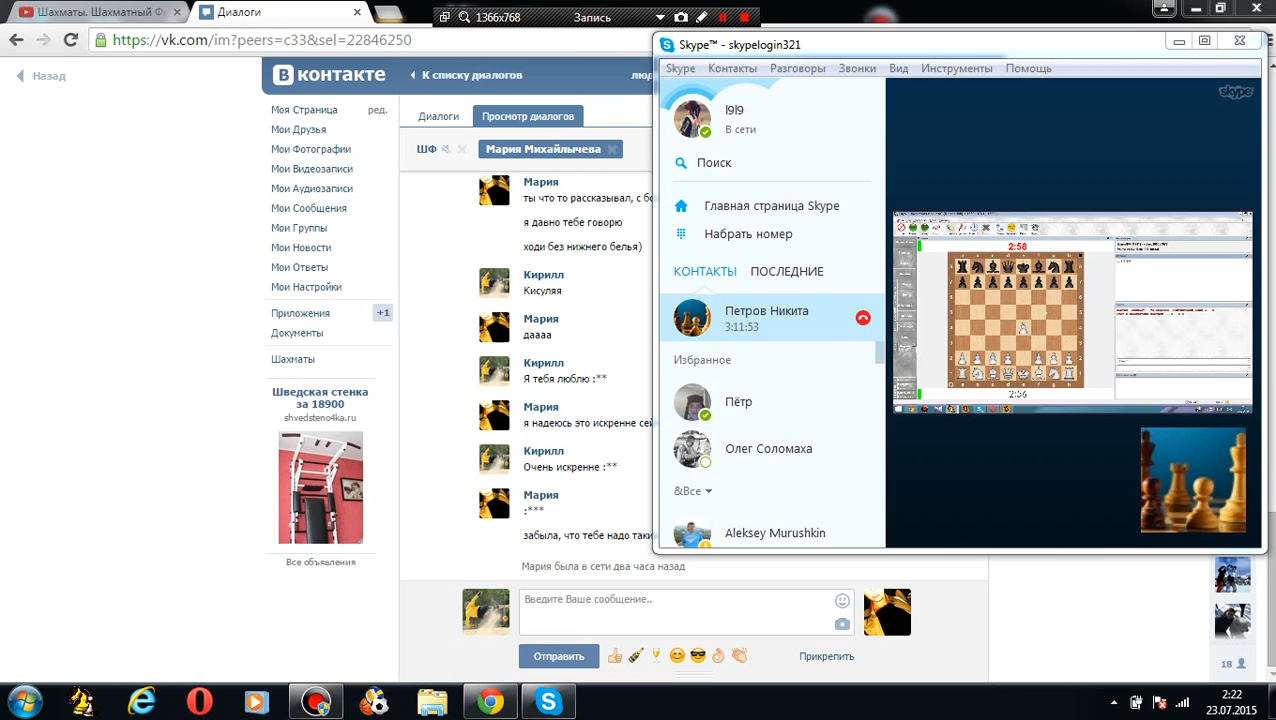 Шахматы. Шахматный Ф
Диалоги
1366x768
Запись
https://vk.com/im?peers=c33&sel=22846250
Назад
В контакте
К списку диалогов
люд
Моя Страница
ред.
Мои Друзья
Мои Фотографии
Мои Видеозаписи
Мои Аудиозаписи
Мои Сообщения
Мои Группы
Мои Новости
Мои Ответы
Мои Настройки
Приложения
+1
Документы
Шахматы
Шведская стенка
за 18900
shvedsteno4ka.ru
Все объявления
Диалоги
Просмотр диалогов
ШФ
Мария Михайлычева
Мария
ты что то рассказывал, с бо
я давно тебе говорю
ходи без нижнего белья)
Кирилл
Кисуляя
Мария
даааа
Кирилл
Я тебя люблю :**
Мария
я надеюсь это искренне сей
Кирилл
Очень искренне :**
Мария
:***
забыла, что тебе надо таки
Мария была в сети два часа назад
Введите Ваше сообщение..
Отправить
Прикрепить
18
Skype™ - skypelogin321
Skype
Контакты
Разговоры
Звонки
Вид
Инструменты
Помощь
В сети
Поиск
Главная страница Skype
Набрать номер
КОНТАКТЫ
ПОСЛЕДНИЕ
Петров Никита
3:11:53
Избранное
Пётр
Олег Соломаха
&Все
Aleksey Murushkin
skype
2:58
2:56
2:22
23.07.2015